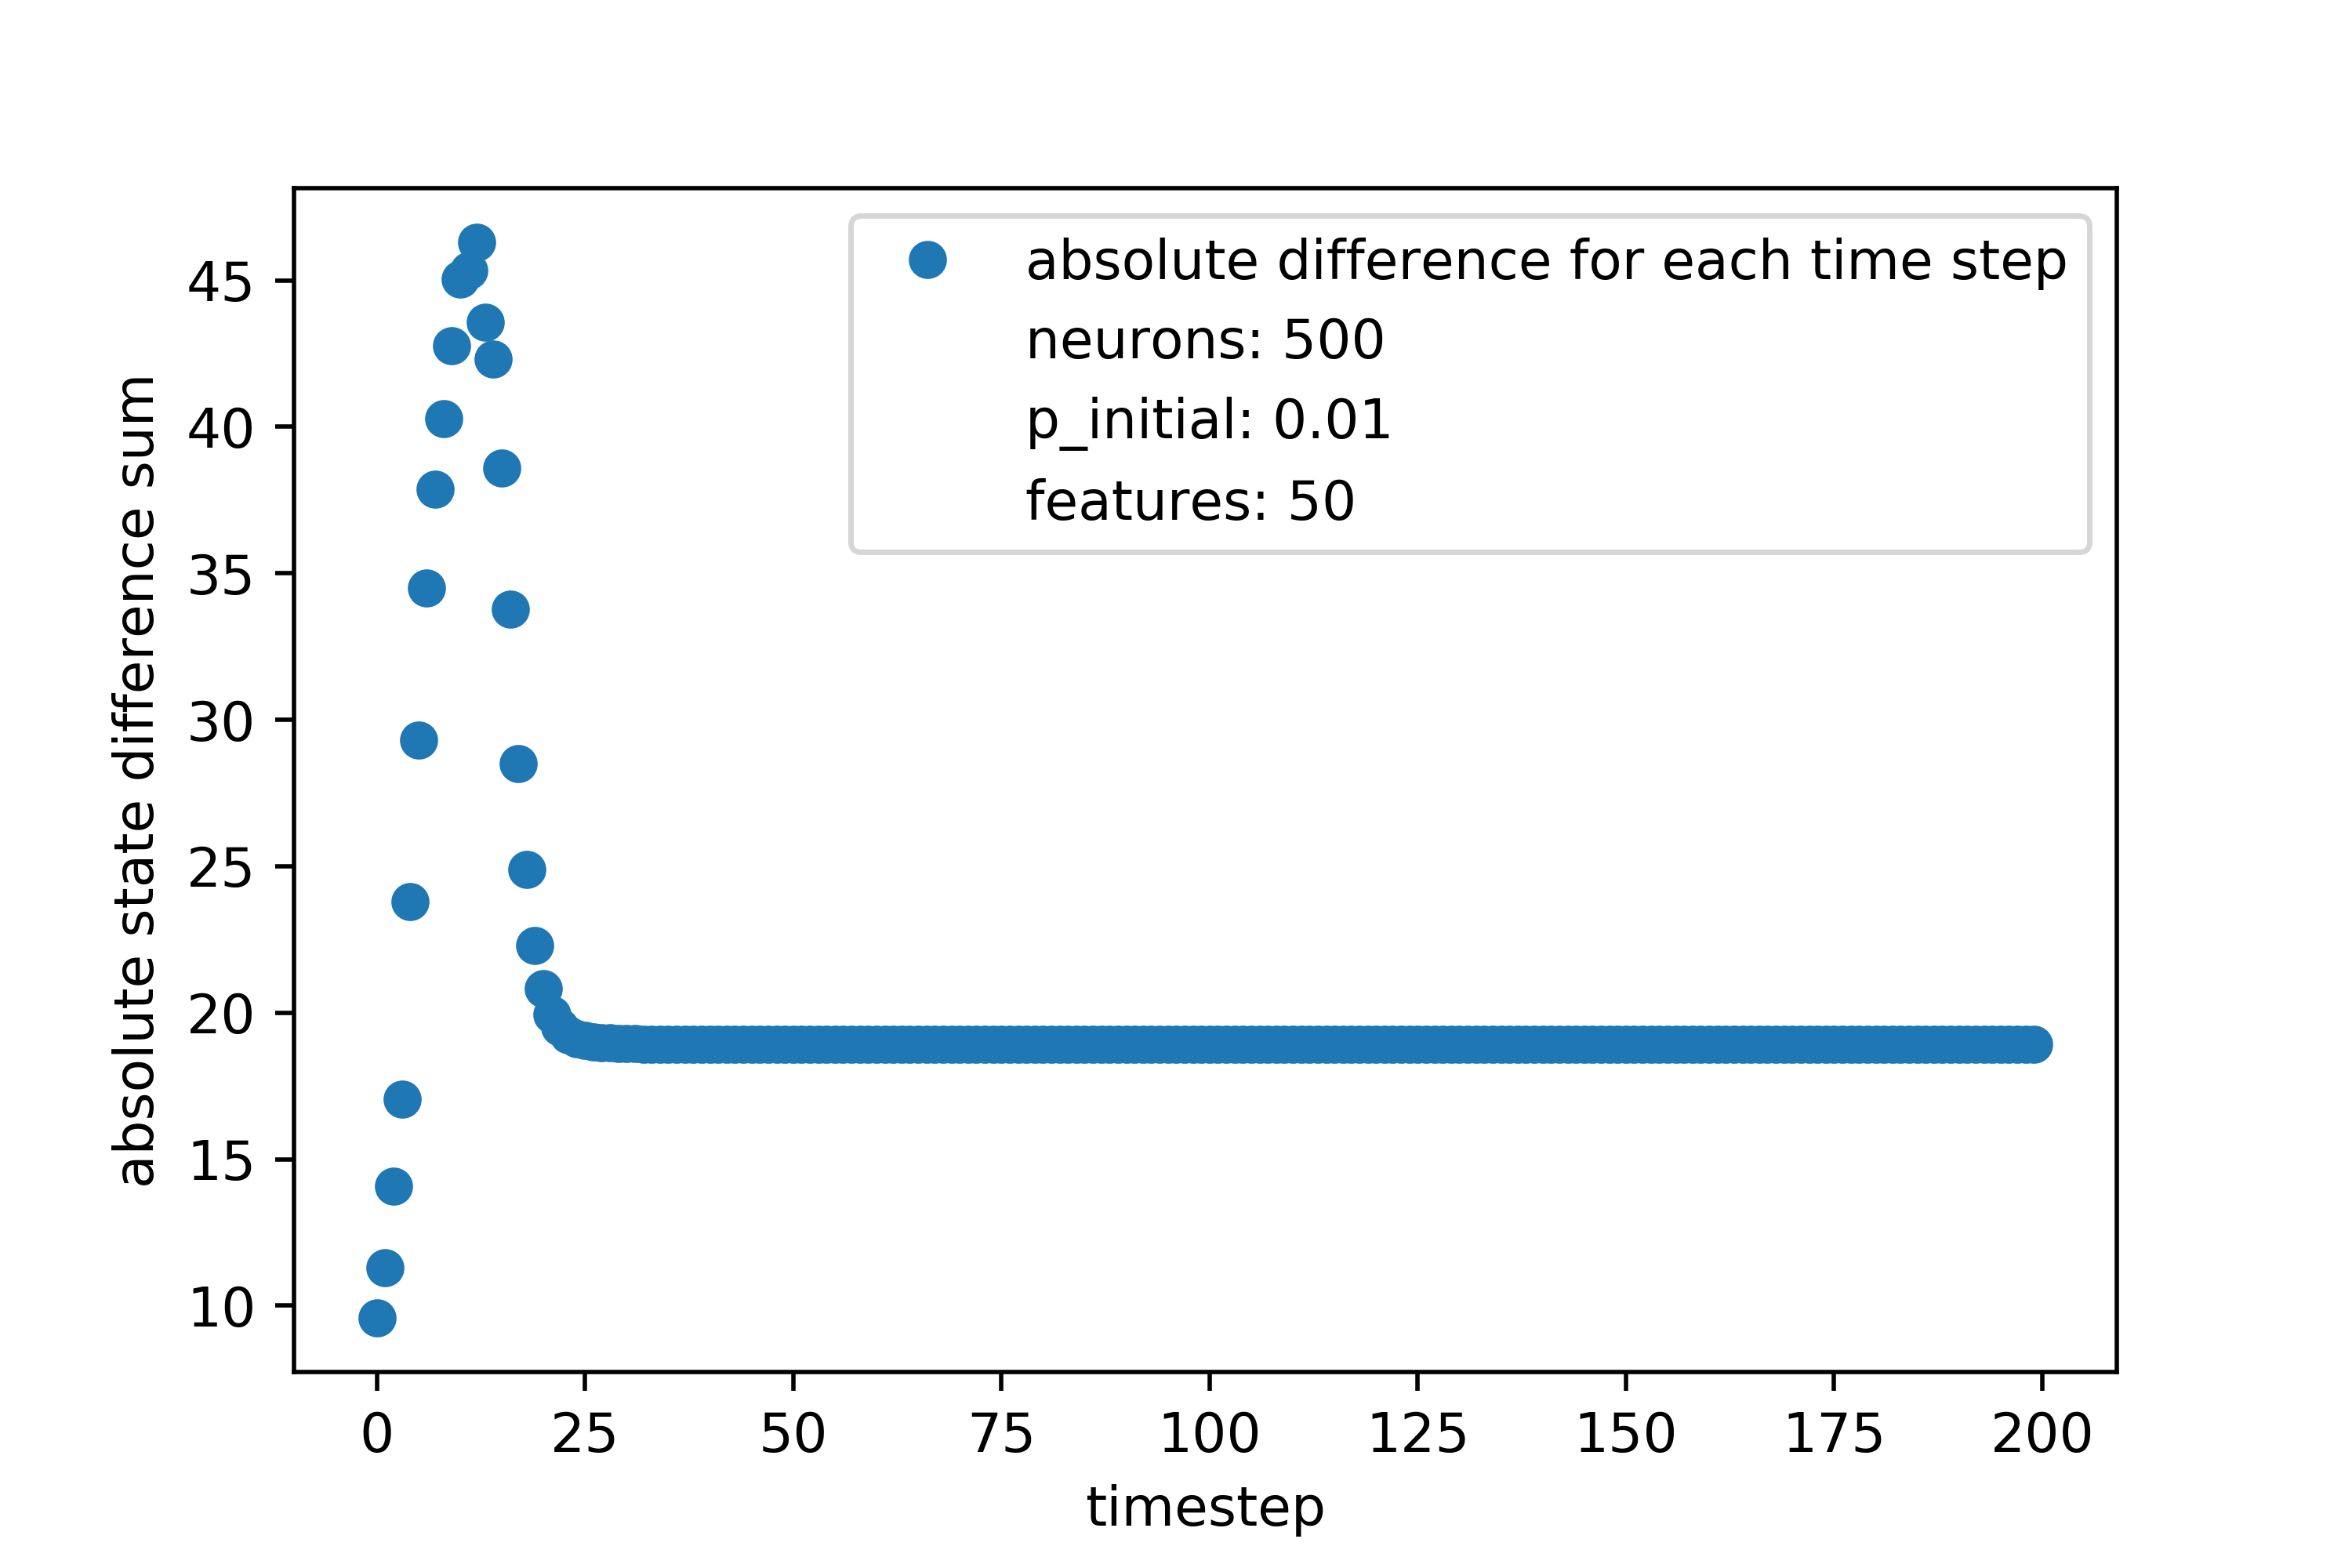 absolute difference for each time step
neurons: 500
p_initial: 0.01
features: 50
absolute state difference sum
45
40
35
30
25
20
15
10
0 25 50 75 100 125 150 175 200
timestep